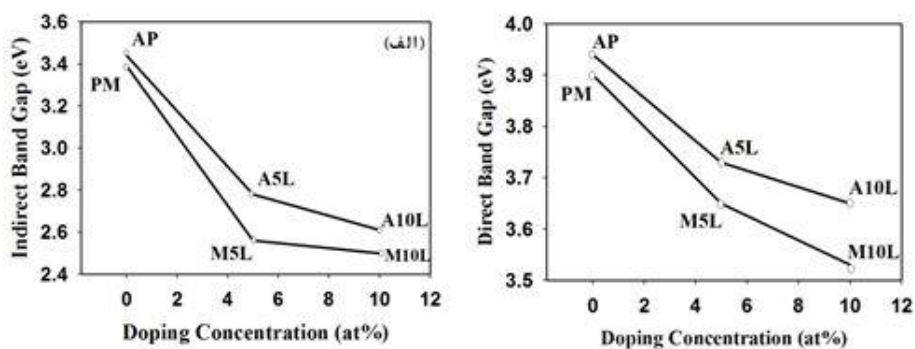 3.6
3.4
3.2
3.0
2.8
2.6
2.4
Indirect Band Gap (eV)
(الف)
AP
PM
A5L
M5L
A10L
M10L
0 2 4 6 8 10 12
Doping Concentration (at%)
4.0
3.9
3.8
3.7
3.6
3.5
Direct Band Gap (eV)
AP
PM
A5L
M5L
A10L
M10L
0 2 4 6 8 10 12
Doping Concentration (at%)